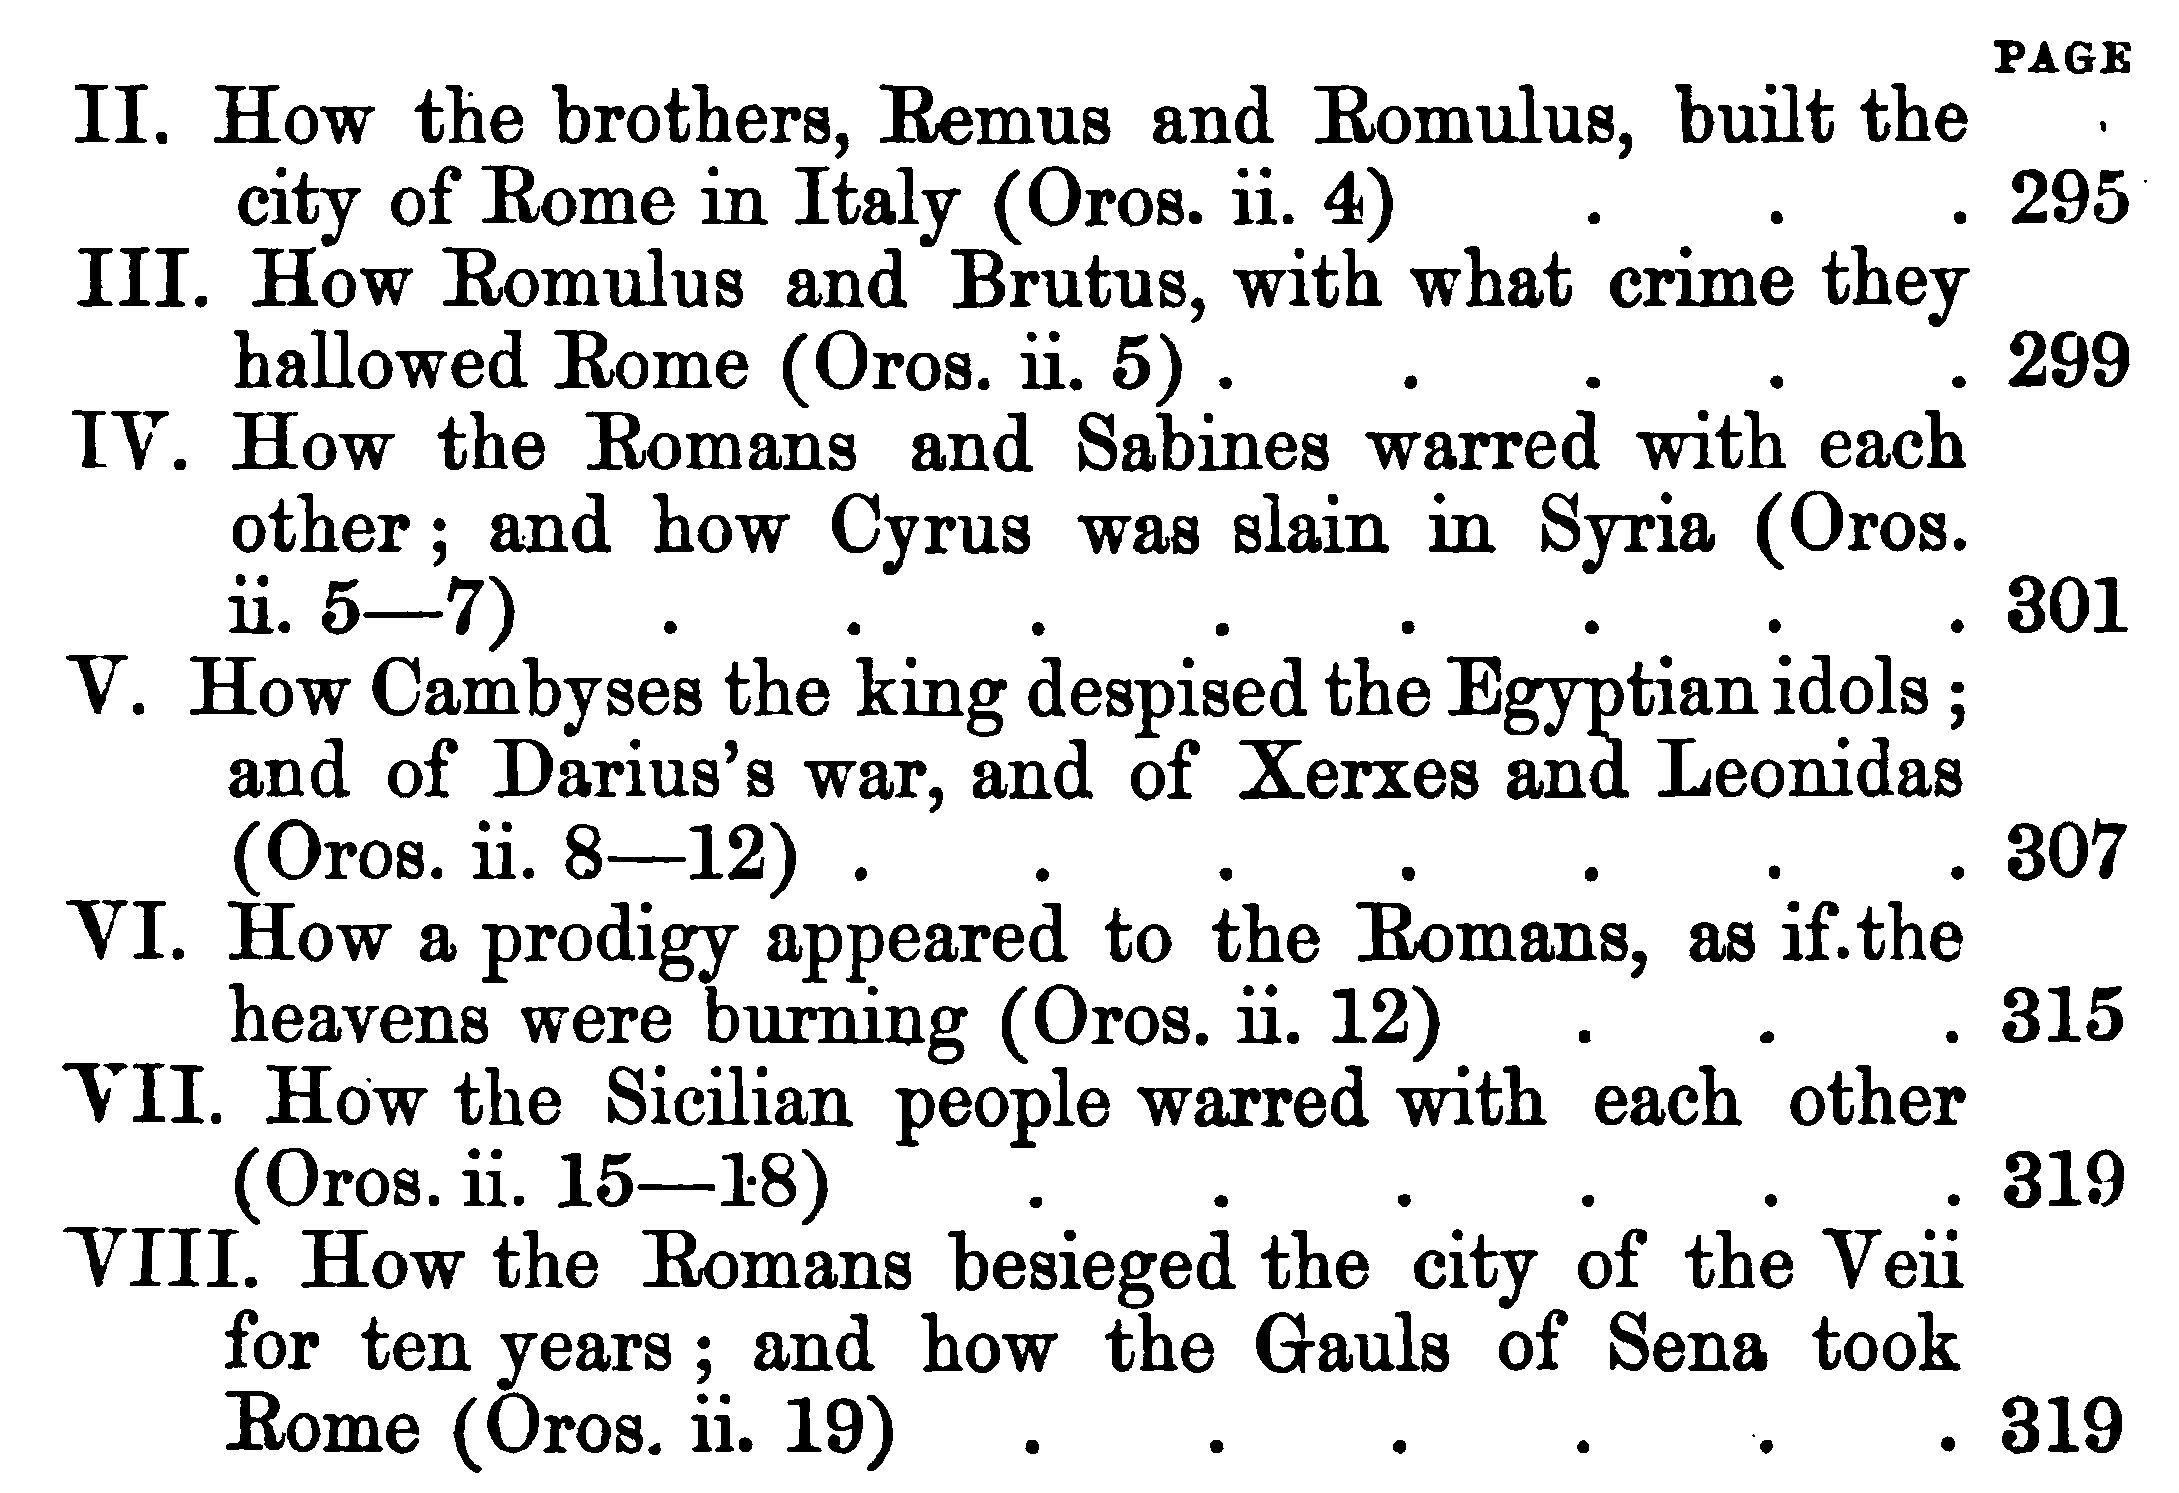 PAGE
II. How the brothers, Remus and Romulus, built the
city of Rome in Italy (Oros. ii. 4) . . . 295
III. How Romulus and Brutus, with what crime they
hallowed Rome (Oros. ii. 5) . . . . . 299
IV. How the Romans and Sabines warred with each
other ; and how Cyrus was slain in Syria (Oros.
ii. 5—7) . . . . . . . . 301
V. How Cambyses the king despised the Egyptian idols ;
and of Darius's war, and of Xerxes and Leonidas
(Oros. ii. 8—12) . . . . . . . 307
VI. How a prodigy appeared to the Romans, as if the
heavens were burning (Oros. ii. 12) . . . 315
VII. How the Sicilian people warred with each other
(Oros. ii. 15—18) . . . . . . 319
VIII. How the Romans besieged the city of the Veii
for ten years ; and how the Gauls of Sena took
Rome (Oros. ii. 19) . . . . . . 319